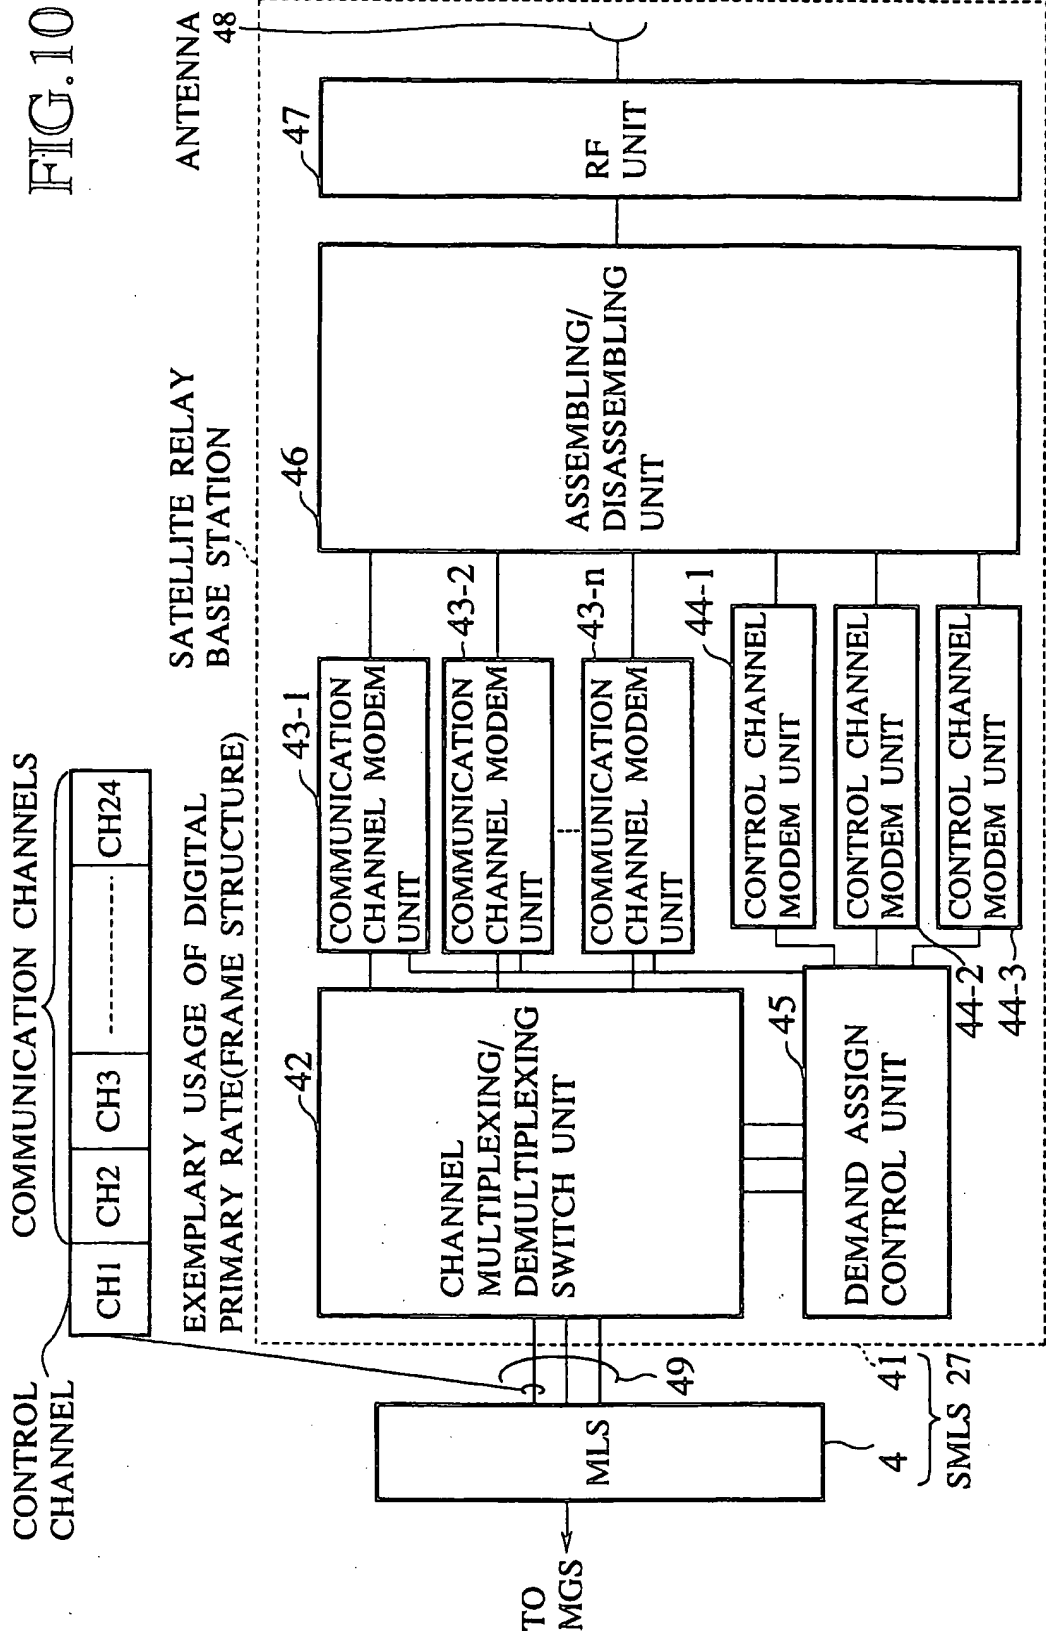 FIG.10
CONTROL
CHANNEL
COMMUNICATION CHANNELS
CH1
CH2
CH3
CH24
EXEMPLARY USAGE OF DIGITAL
PRIMARY RATE(FRAME STRUCTURE)
SATELLITE RELAY
BASE STATION
ANTENNA
48
TO
MGS
MLS
4
49
41
SMLS 27
42
CHANNEL
MULTIPLEXING/
DEMULTIPLEXING
SWITCH UNIT
43-1
COMMUNICATION
CHANNEL MODEM
UNIT
43-2
COMMUNICATION
CHANNEL MODEM
UNIT
43-n
COMMUNICATION
CHANNEL MODEM
UNIT
44-1
CONTROL CHANNEL
MODEM UNIT
CONTROL CHANNEL
MODEM UNIT
44-2
CONTROL CHANNEL
MODEM UNIT
44-3
45
DEMAND ASSIGN
CONTROL UNIT
46
ASSEMBLING/
DISASSEMBLING
UNIT
47
RF
UNIT